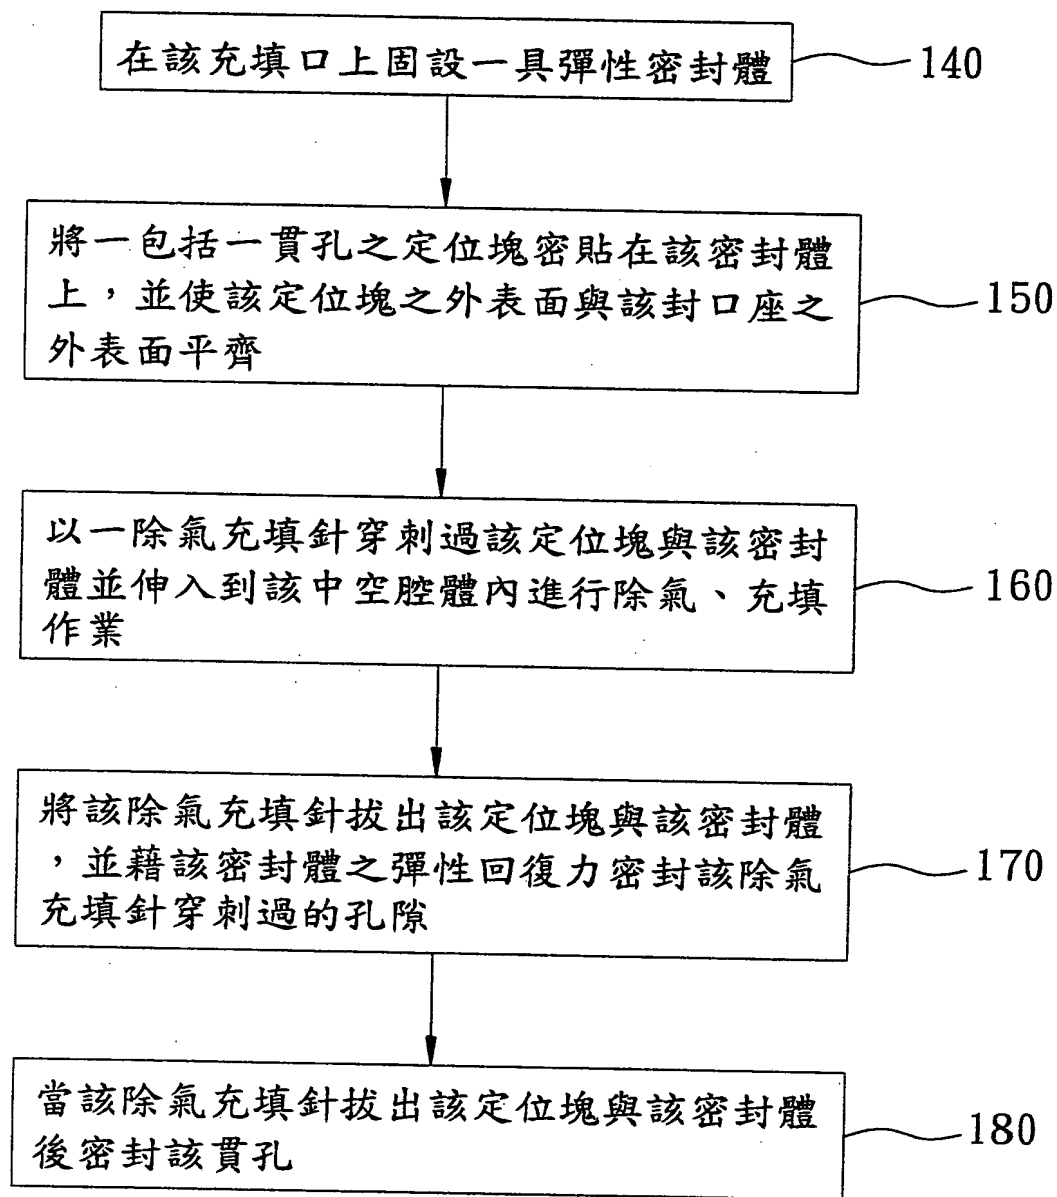 在該充填口上固設一具彈性密封體
140
將一包括一貫孔之定位塊密貼在該密封體
上，並使該定位塊之外表面與該封口座之
外表面平齊
150
以一除氣充填針穿刺過該定位塊與該密封
體並伸入到該中空腔體內進行除氣、充填
作業
160
將該除氣充填針拔出該定位塊與該密封體
，並藉該密封體之彈性回復力密封該除氣
充填針穿刺過的孔隙
170
當該除氣充填針拔出該定位塊與該密封體
後密封該貫孔
180